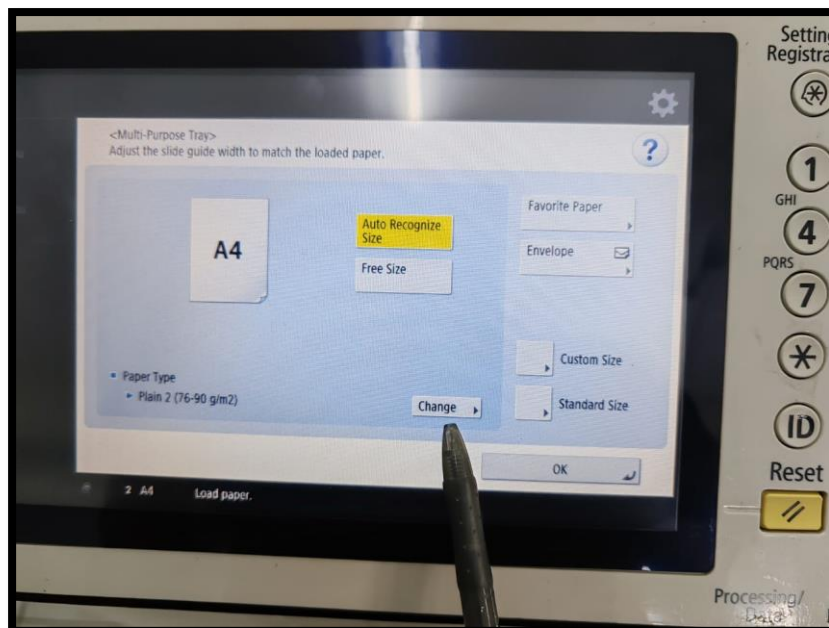 Setting
Registra
<Multi-Purpose Tray>
Adjust the slide guide width to match the loaded paper.
?
A4
Auto Recognize
Size
Free Size
Favorite Paper
Envelope
Custom Size
Standard Size
Paper Type
Plain 2 (76-90 g/m2)
Change
OK
2 A4 Load paper.
1
GHI
4
PQRS
7
ID
Reset
Processing/
Data